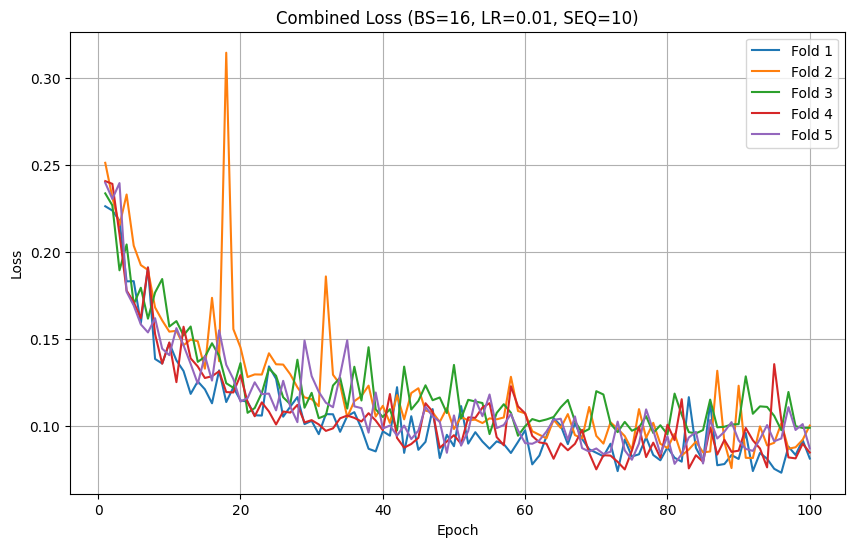 Combined Loss (BS=16, LR=0.01, SEQ=10)
Fold 1
Fold 2
Fold 3
Fold 4
Fold 5
Loss
0.30
0.25
0.20
0.15
0.10
0
20
40
60
80
100
Epoch